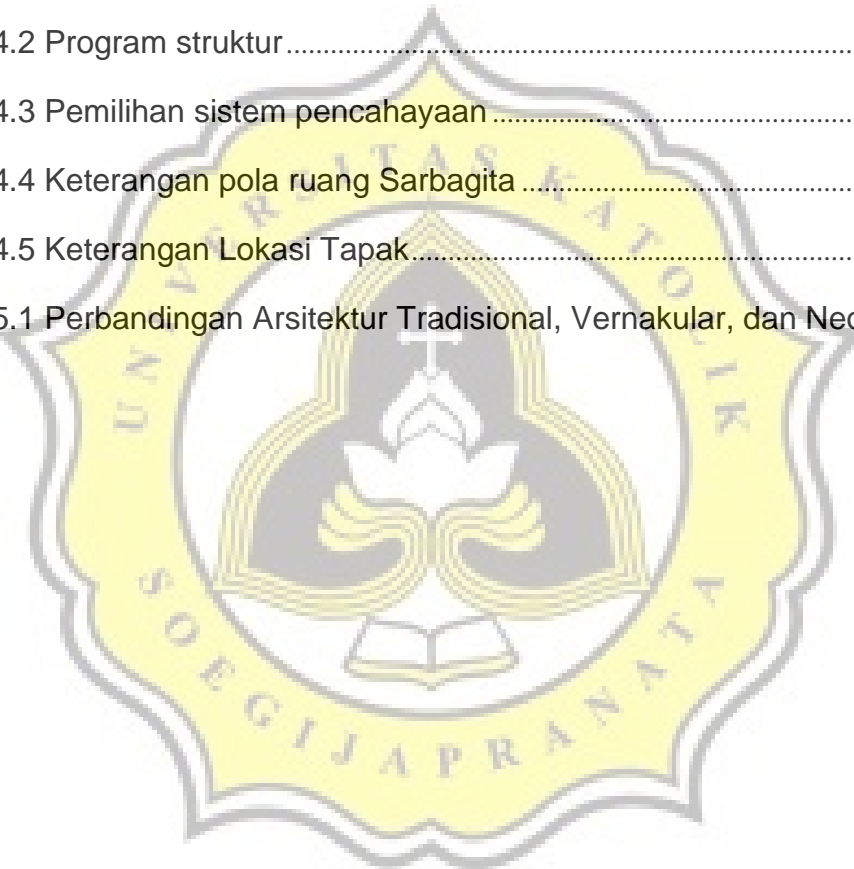 4.2 Program struktur
4.3 Pemilihan sistem pencahayaan
4.4 Keterangan pola ruang Sarbagita
4.5 Keterangan Lokasi Tapak
5.1 Perbandingan Arsitektur Tradisional, Vernakular, dan
UNIVERSITAS KATOLIK
SOEGIJAPRANATA